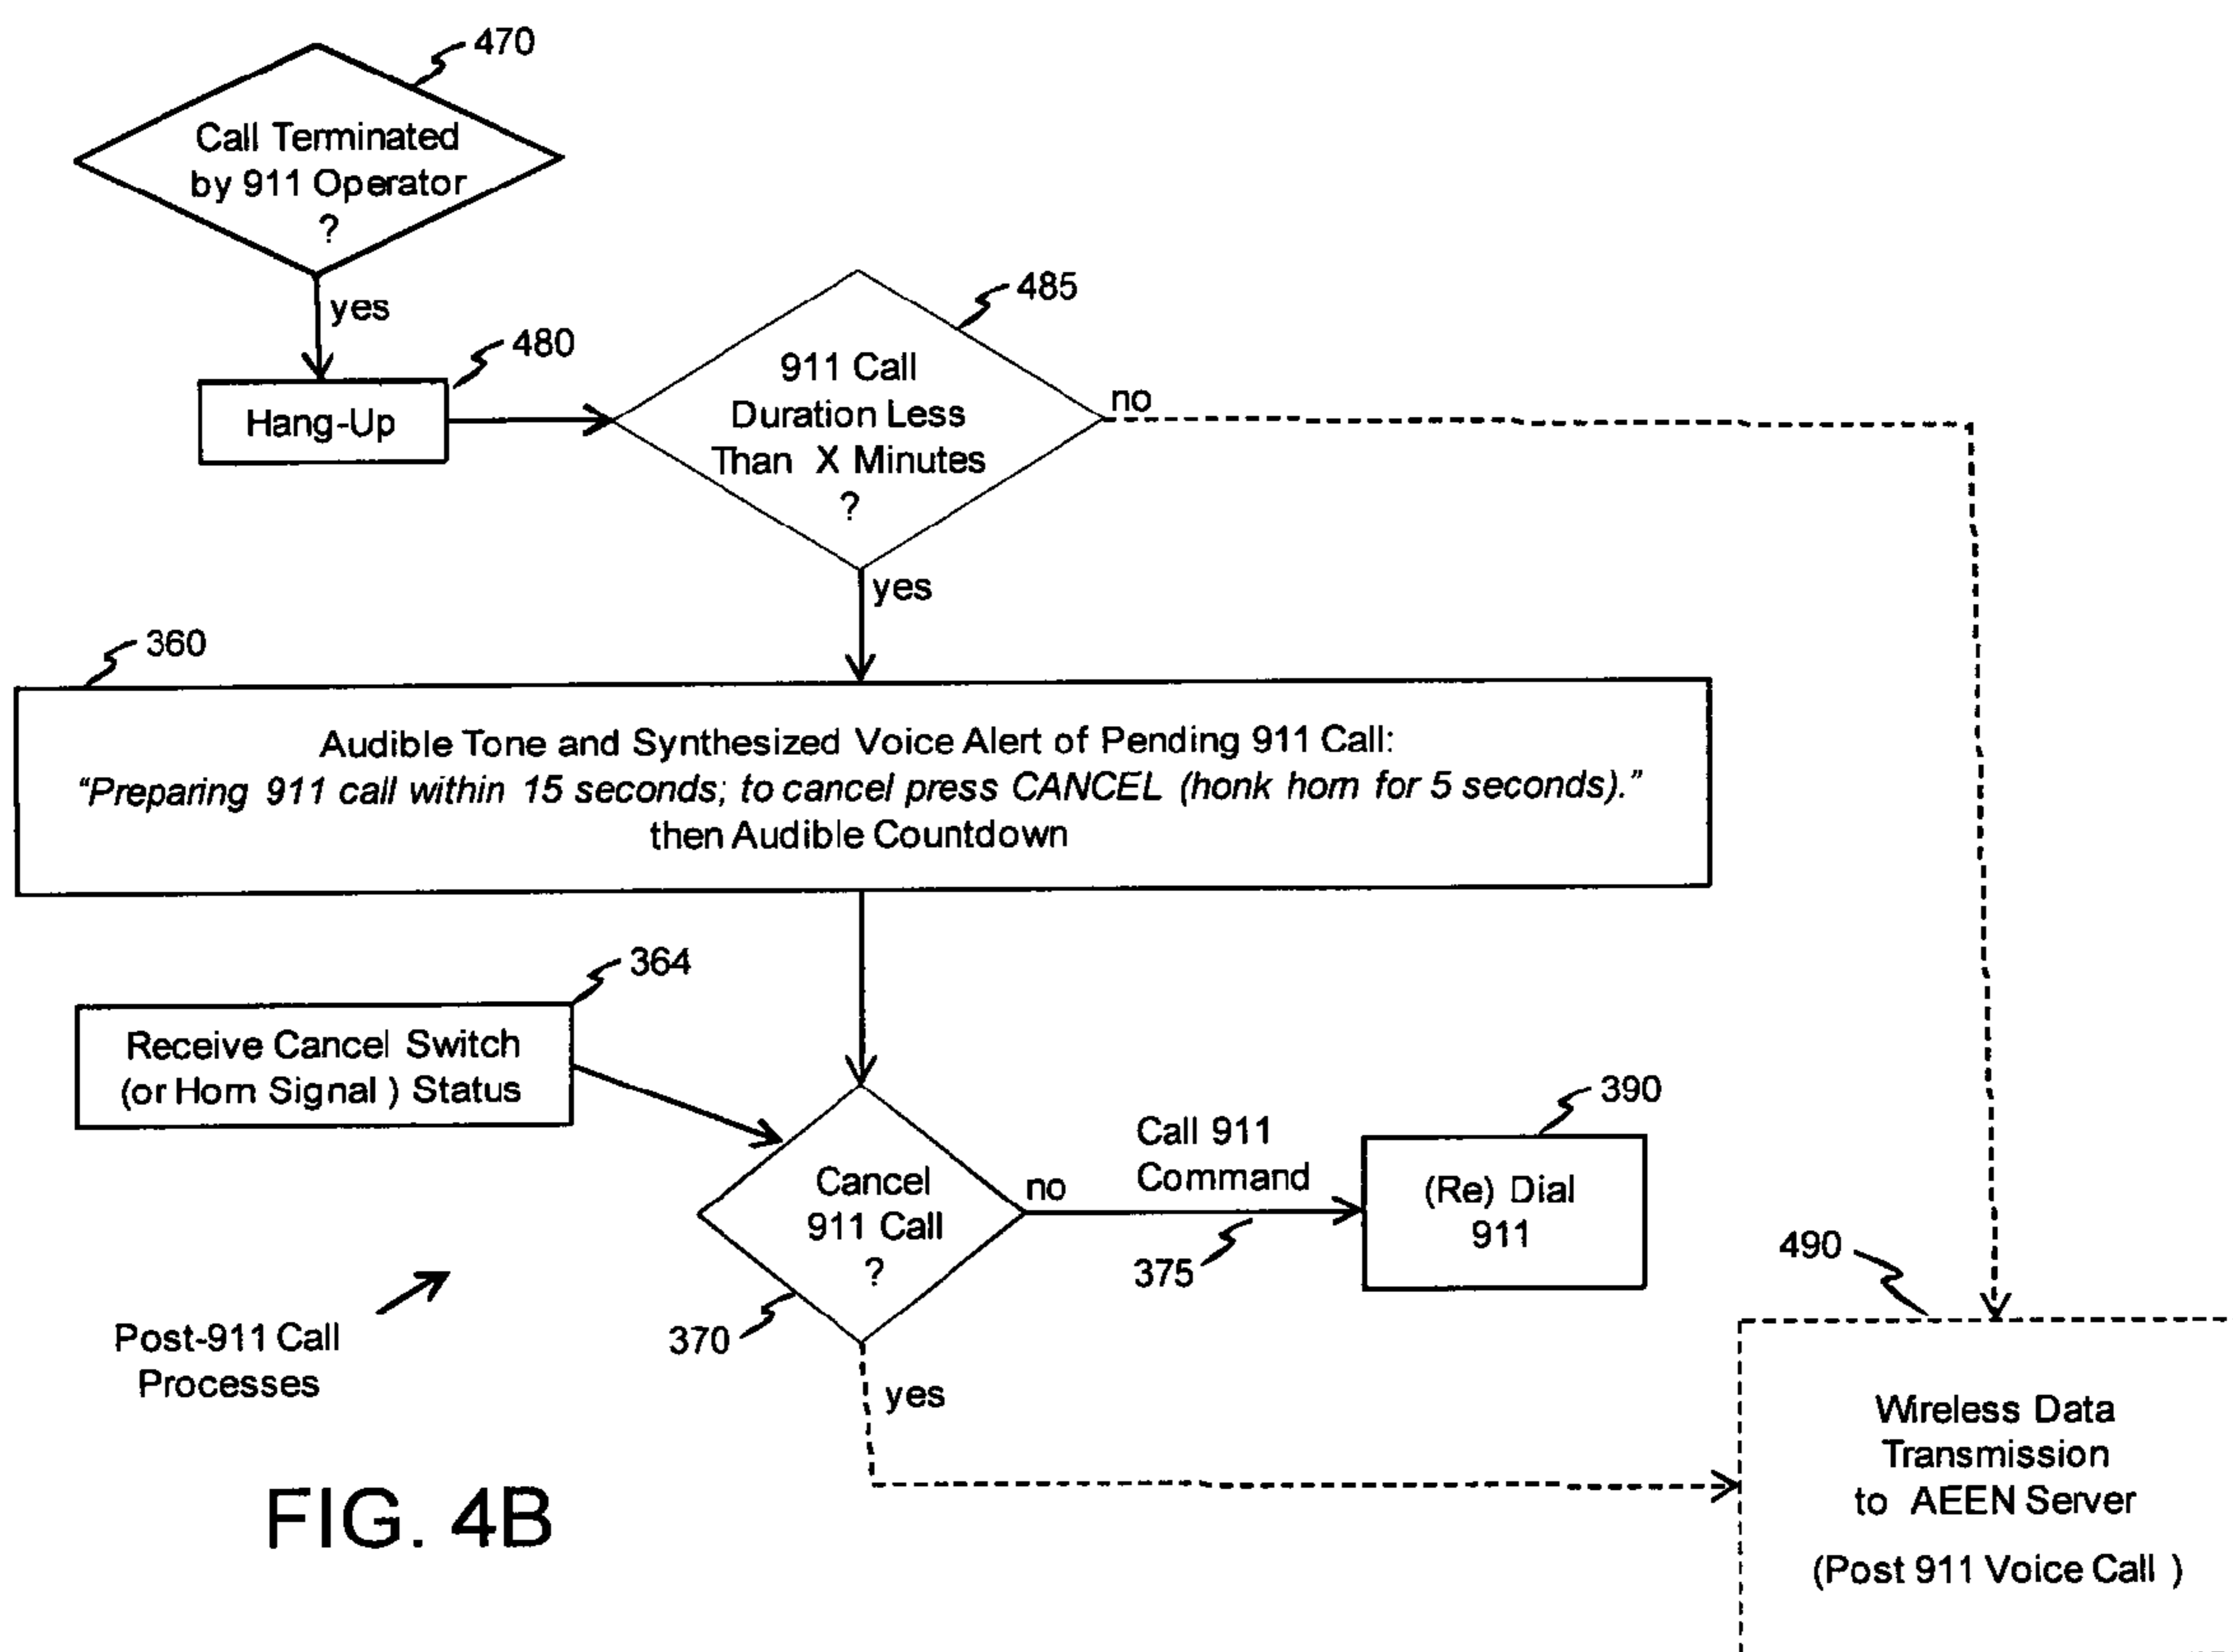 470
Call Terminated
by 911 Operator
?
yes
480
Hang-Up
485
911 Call
Duration Less
Than X Minutes
?
no
yes
360
Audible Tone and Synthesized Voice Alert of Pending 911 Call:
“Preparing 911 call within 15 seconds; to cancel press CANCEL (honk horn for 5 seconds).”
then Audible Countdown
364
Receive Cancel Switch
(or Horn Signal ) Status
Cancel
911 Call
?
370
no
Call 911
Command
375
390
(Re) Dial
911
yes
490
Wireless Data
Transmission
to AEEN Server
(Post 911 Voice Call )
Post-911 Call
Processes
FIG. 4B